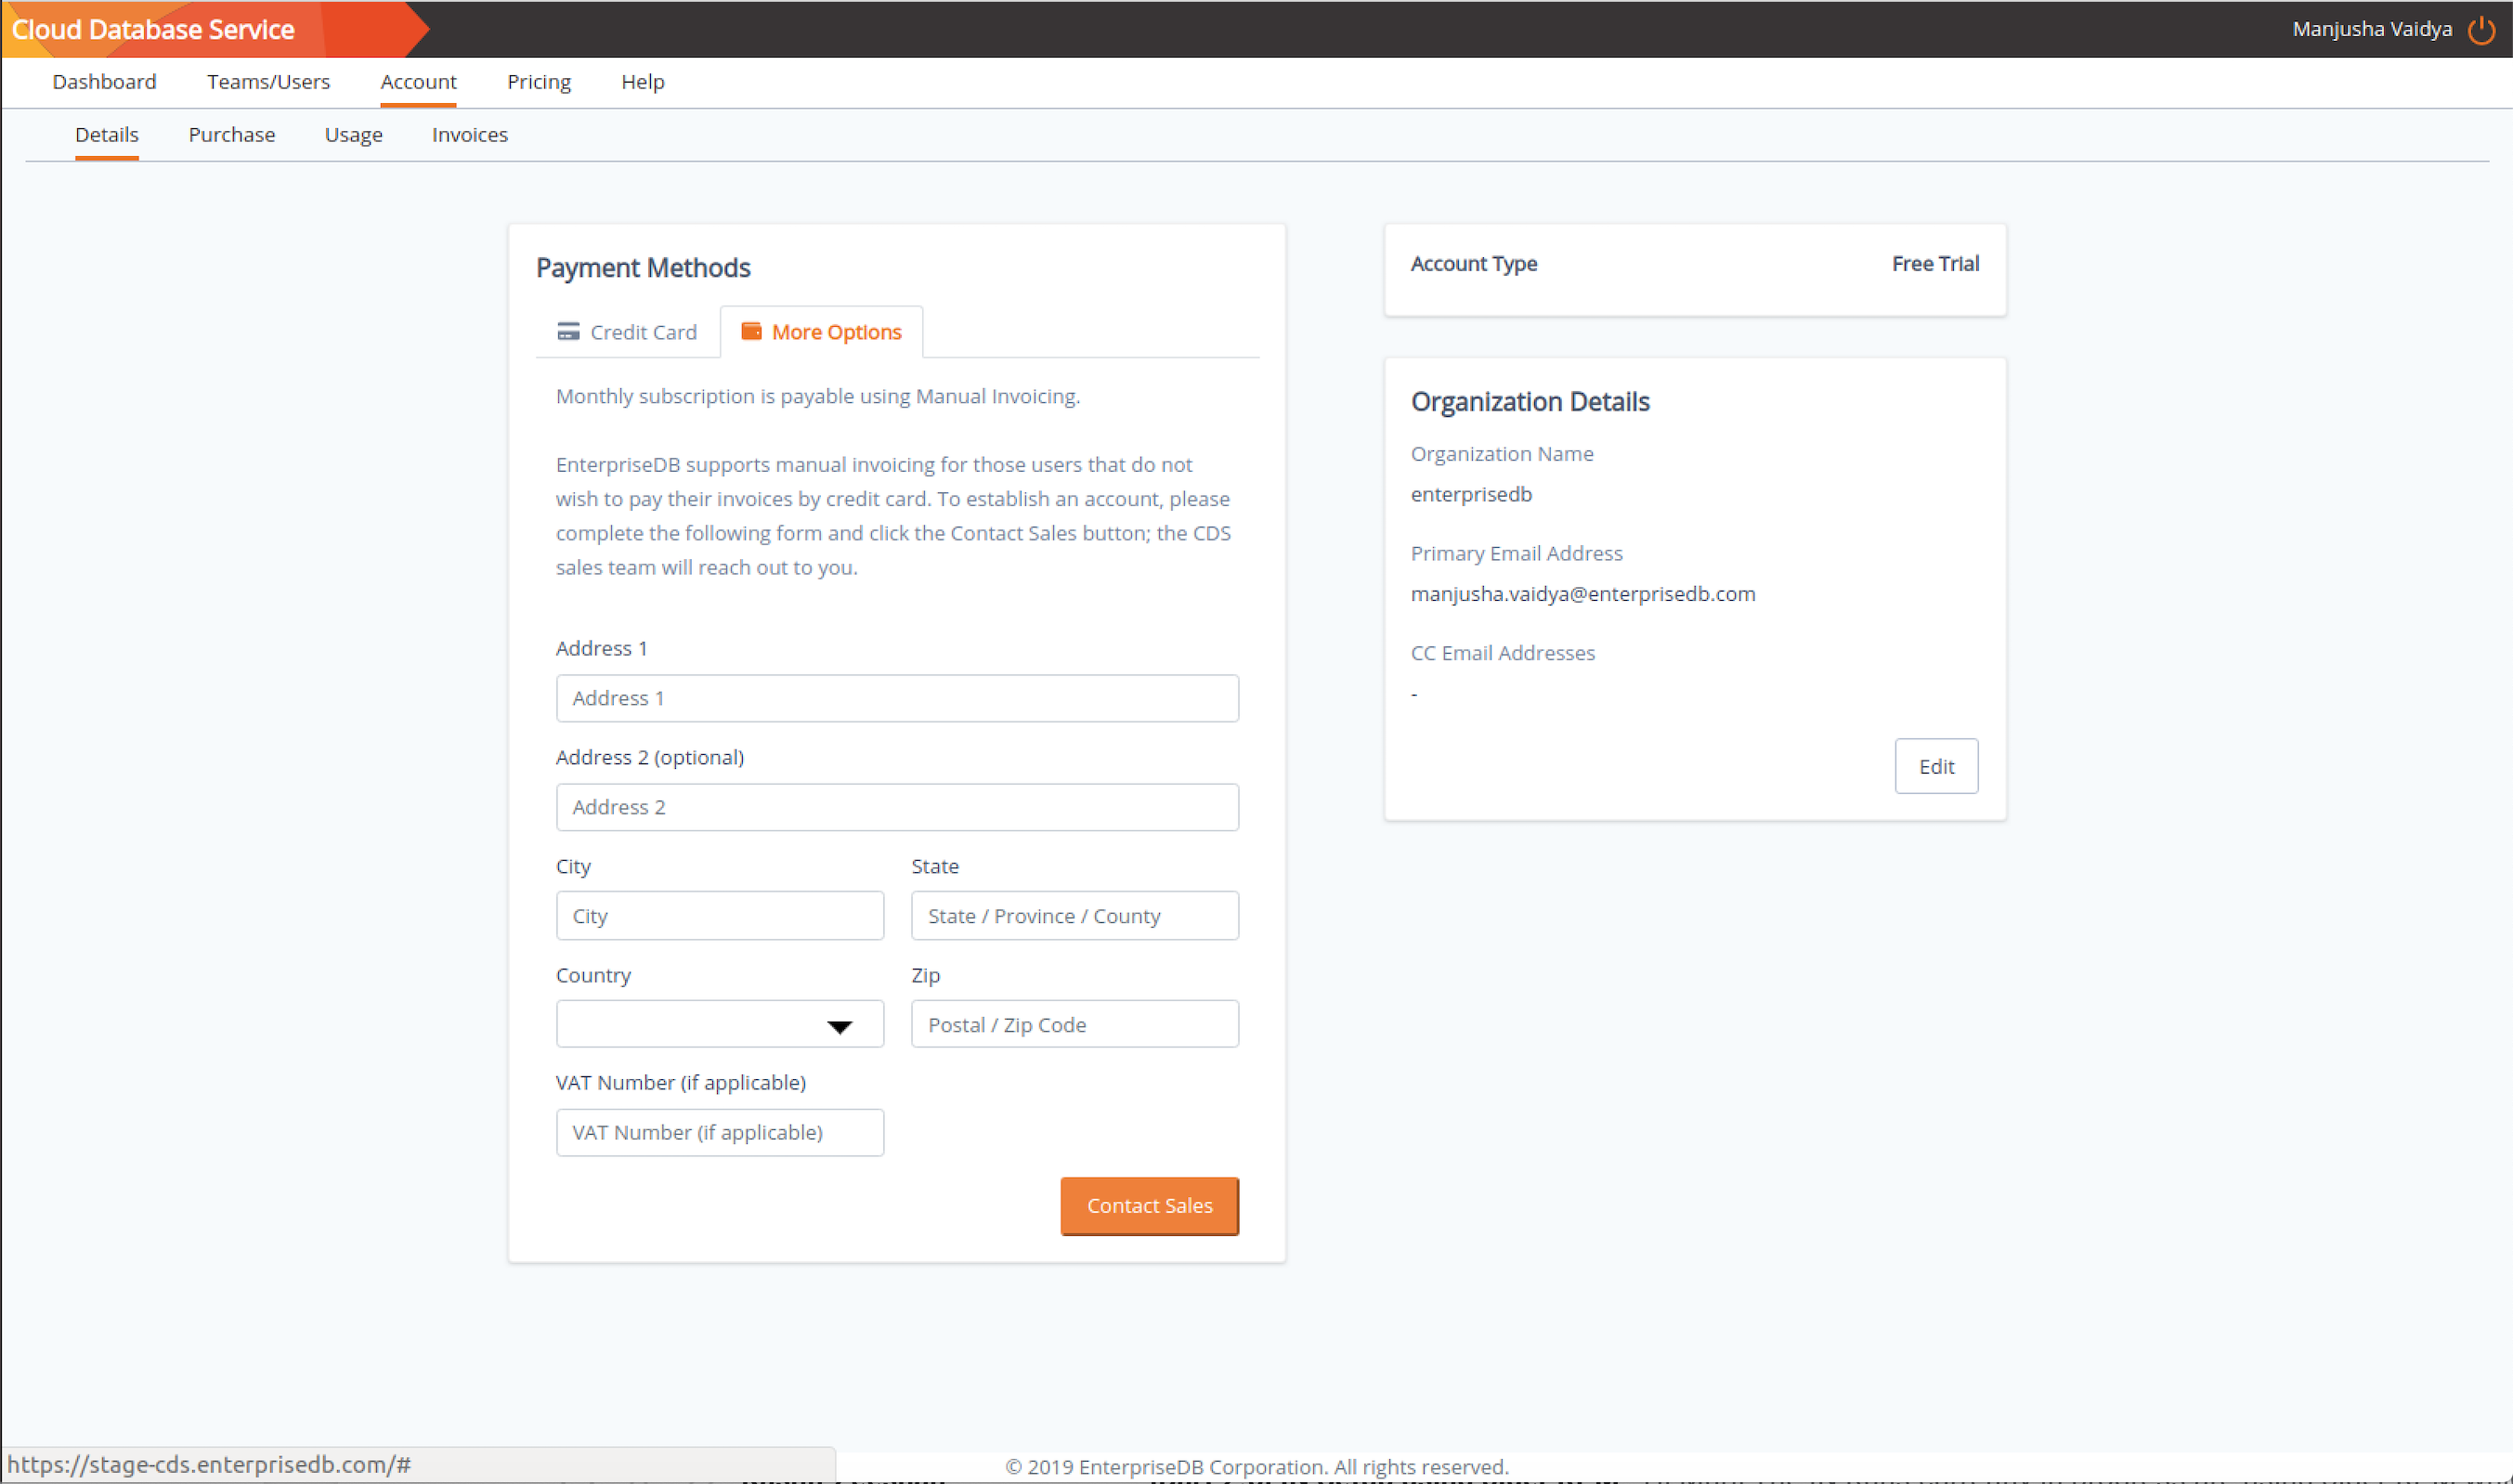 Cloud Database Service
Manjusha Vaidya
Dashboard Teams/Users Account Pricing Help
Details Purchase Usage Invoices
Payment Methods
Credit Card More Options
Monthly subscription is payable using Manual Invoicing.
EnterpriseDB supports manual invoicing for those users that do not
wish to pay their invoices by credit card. To establish an account, please
complete the following form and click the Contact Sales button; the CDS
sales team will reach out to you.
Address 1
Address 1
Address 2 (optional)
Address 2
City State
City State / Province / County
Country Zip
Postal / Zip Code
VAT Number (if applicable)
VAT Number (if applicable)
Contact Sales
Account Type Free Trial
Organization Details
Organization Name
enterprisedb
Primary Email Address
manjusha.vaidya@enterprisedb.com
CC Email Addresses
-
Edit
https://stage-cds.enterprisedb.com/#
© 2019 EnterpriseDB Corporation. All rights reserved.